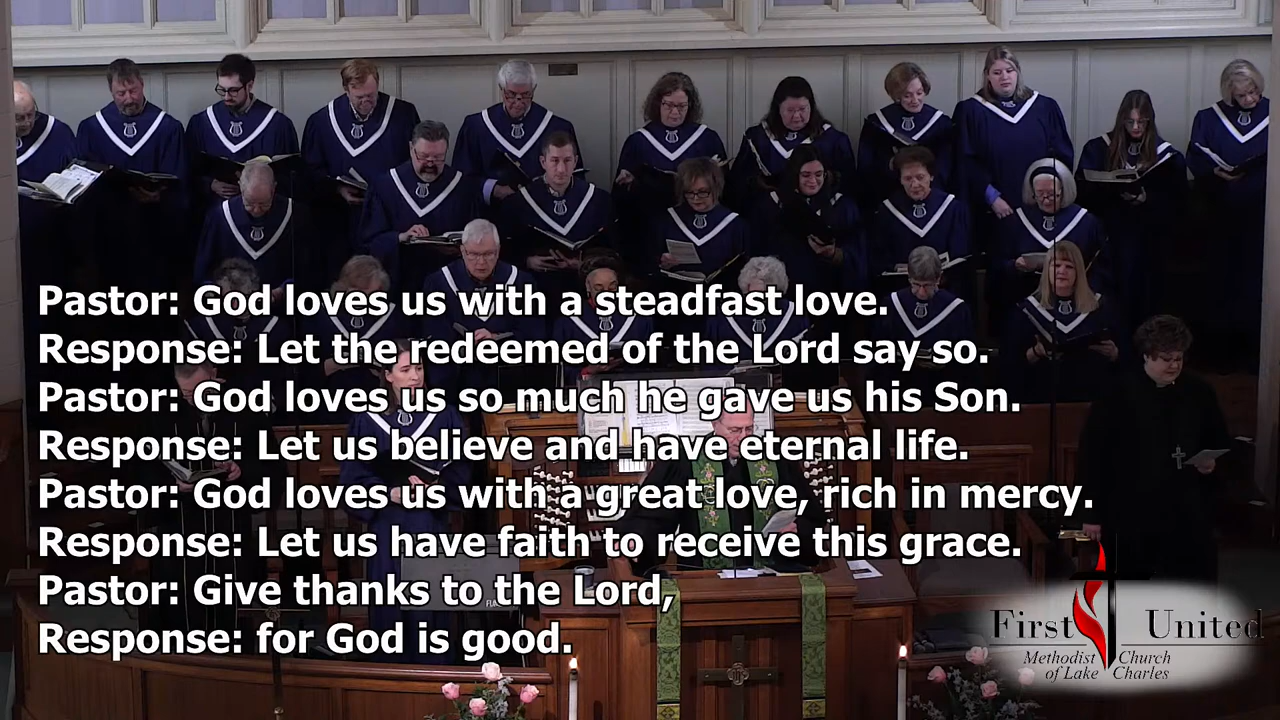 Pastor: God loves us with a steadfast love.
Response: Let the redeemed of the Lord say so.
Pastor: God loves us so much he gave us his Son.
Response: Let us believe and have eternal life.
Pastor: God loves us with a great love, rich in mercy.
Response: Let us have faith to receive this grace.
Pastor: Give thanks to the Lord,
Response: for God is good.
First United
Methodist Church
of Lake Charles